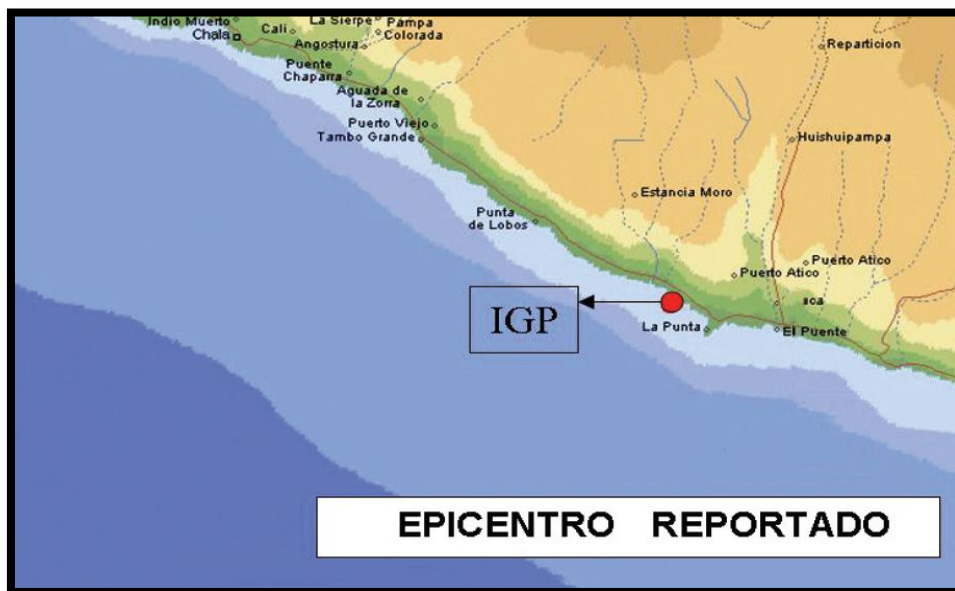 Indio Muerto
Chala
Cali
La Sierpe
Pampa
Colorada
Angostura
Puente
Chaparra
Aguada de
la Zorra
Puerto Viejo
Tambo Grande
Reparticion
Huishuipampa
Estancia Moro
Punta
de Lobos
Puerto Atico
Puerto Atico
La Punta
El Puente
IGP
EPICENTRO REPORTADO